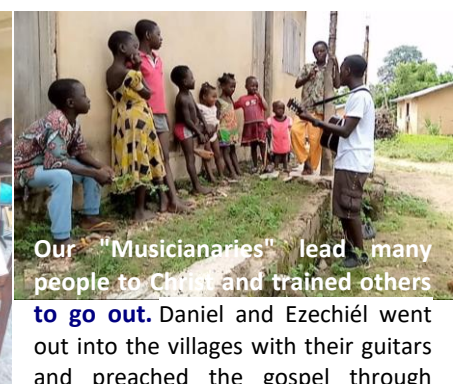 Our "Musicianaries" lead many
people to Christ and trained others
to go out. Daniel and Ezechiél went
out into the villages with their guitars
and preached the gospel through